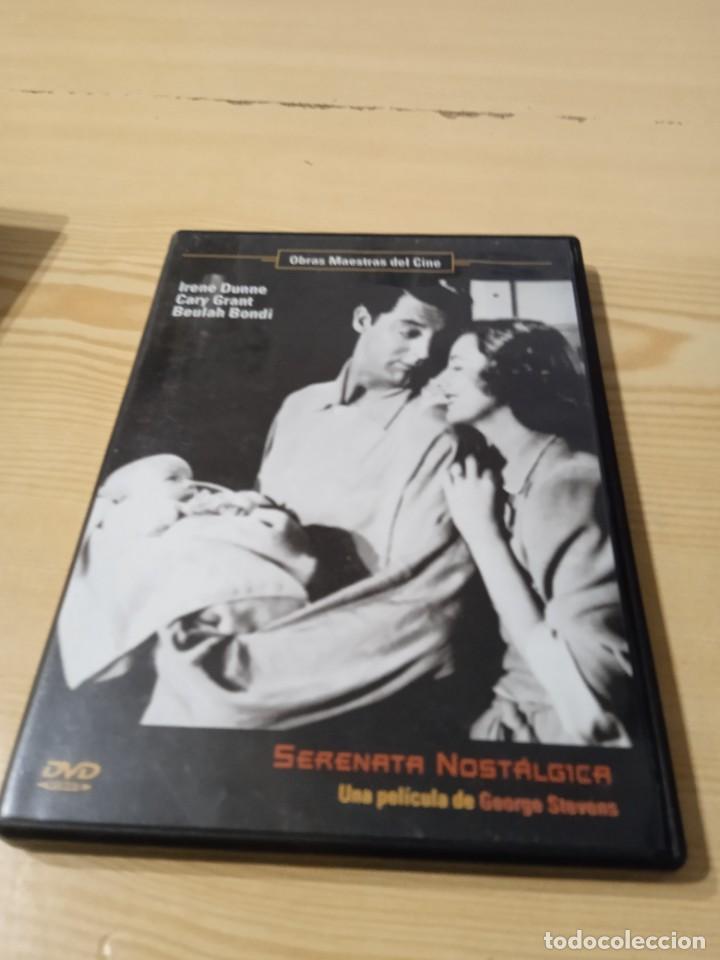 Obras Maestras del Cine
Irene Dunne
Cary Grant
Beulah Bondi
SERENATA NOSTÁLGICA
Una película de George Stevens
DVD
todocoleccion.net